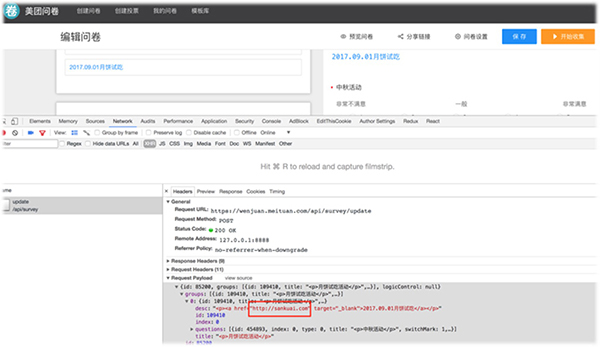 卷 美团问卷 创建问卷 创建投票 我的问卷 模板库
编辑问卷 预览问卷 分享链接 问卷设置 保存 开始收集
2017.09.01月饼试吃
2017.09.01月饼试吃
中秋活动
非常不满意 一般 非常满意
Elements Memory Sources Network Audits Performance Application Security Console AdBlock EditThisCookie Author Settings Redux React
View: Group by frame Preserve log Disable cache Offline Online
Regex Hide data URLs All XHR JS CSS Img Media Font Doc WS Manifest Other
Hit ⌘ R to reload and capture filmstrip.
ame
update
/api/survey
× Headers Preview Response Cookies Timing
General
Request URL: https://wenjuan.meituan.com/api/survey/update
Request Method: POST
Status Code: 200 OK
Remote Address: 127.0.0.1:8888
Referrer Policy: no-referrer-when-downgrade
Response Headers (9)
Request Headers (11)
Request Payload view source
{id: 85200, groups: [{id: 109410, title: "<p>月饼试吃活动</p>",…}], logicControl: null}
groups: [{id: 109410, title: "<p>月饼试吃活动</p>",…}]
0: {id: 109410, title: "<p>月饼试吃活动</p>",…}
desc: "<p><a href="http://sankuai.com" target="_blank">2017.09.01月饼试吃</a></p>"
id: 109410
index: 0
questions: [{id: 454893, index: 0, type: 0, title: "<p>中秋活动</p>", switchMark: 1,…}
title: "<p>月饼试吃活动</p>"